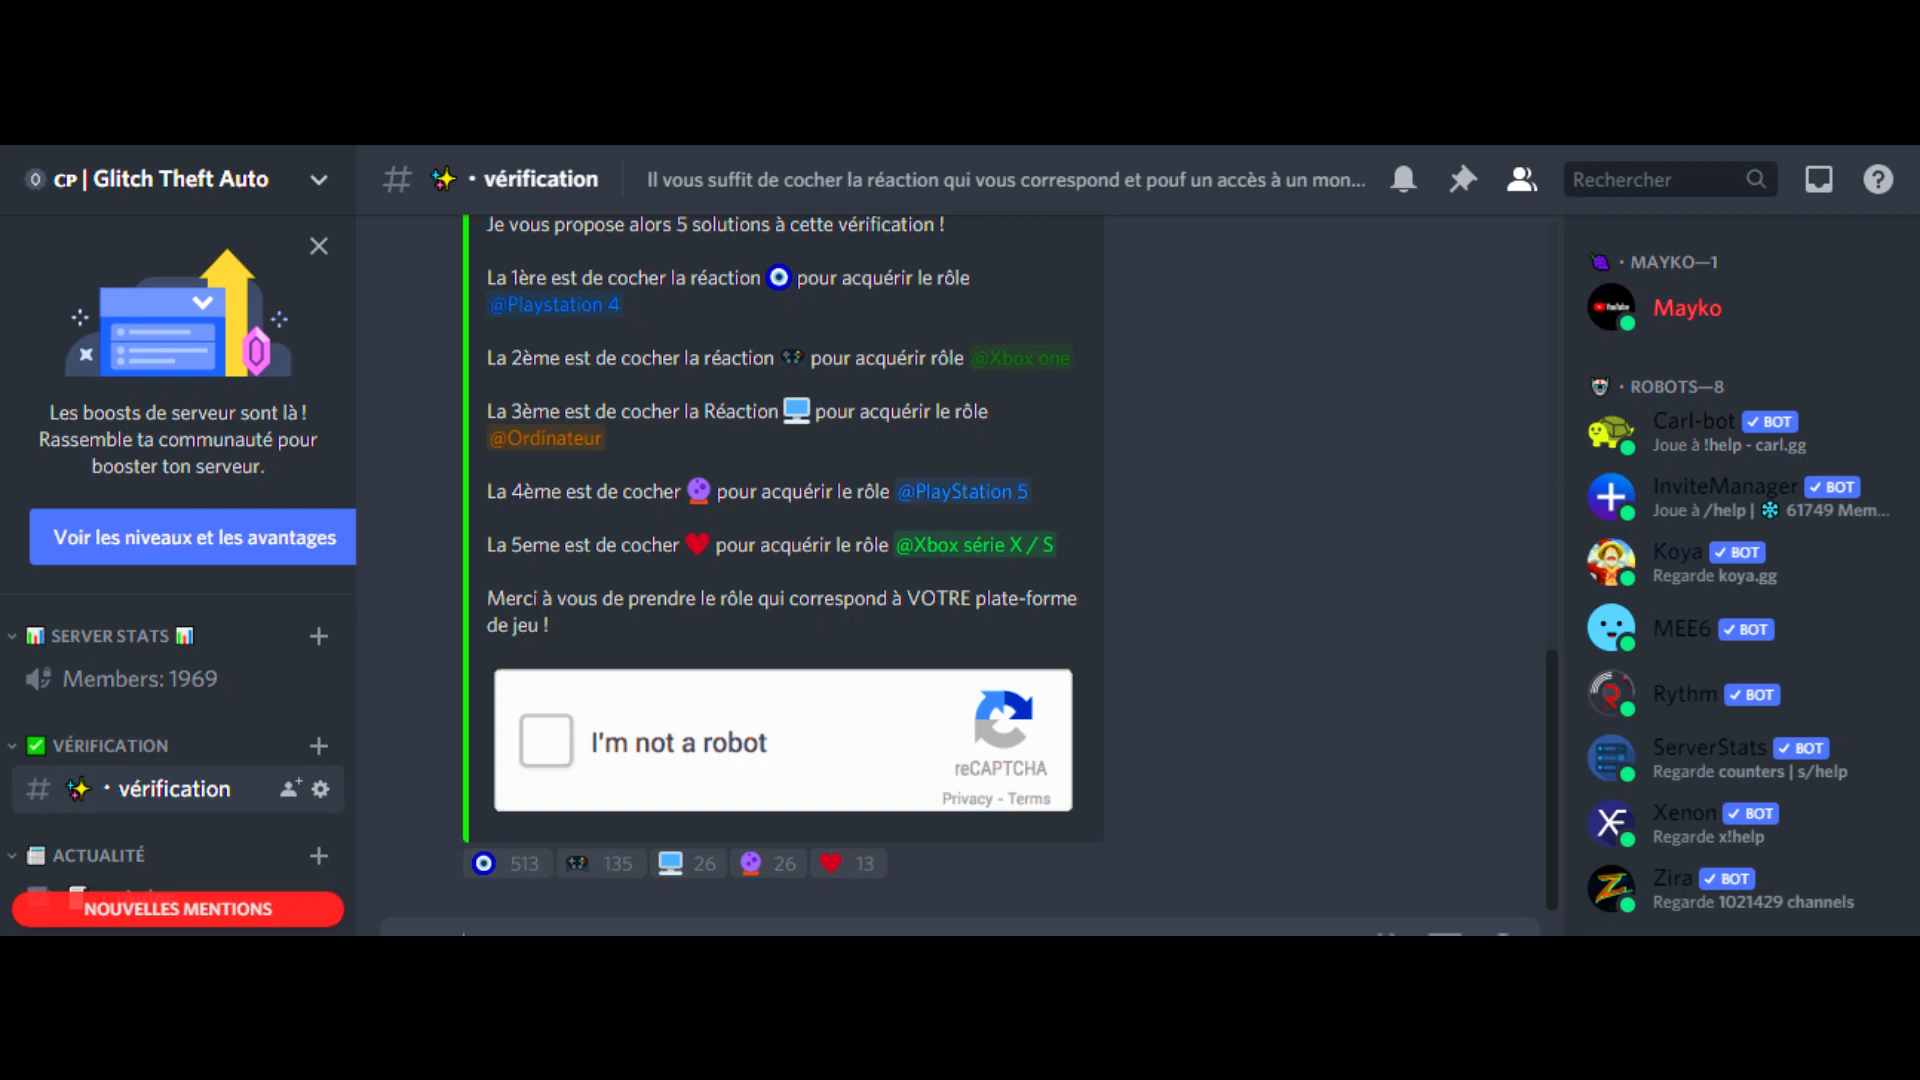 CP | Glitch Theft Auto
Les boosts de serveur sont là !
Rassemble ta communauté pour
booster ton serveur.
Voir les niveaux et les avantages
SERVER STATS
Members: 1969
VÉRIFICATION
vérification
ACTUALITÉ
NOUVELLES MENTIONS
vérification
Il vous suffit de cocher la réaction qui vous correspond et pouf un accès à un mon...
Rechercher
Je vous propose alors 5 solutions à cette vérification !
La 1ère est de cocher la réaction pour acquérir le rôle
@Playstation 4
La 2ème est de cocher la réaction pour acquérir rôle @Xbox one
La 3ème est de cocher la Réaction pour acquérir le rôle
@Ordinateur
La 4ème est de cocher pour acquérir le rôle @PlayStation 5
La 5eme est de cocher pour acquérir le rôle @Xbox série X / S
Merci à vous de prendre le rôle qui correspond à VOTRE plate-forme
de jeu !
I'm not a robot
reCAPTCHA
Privacy - Terms
513 135 26 26 13
MAYKO—1
YouTube
Mayko
ROBOTS—8
Carl-bot BOT
Joue à !help - carl.gg
InviteManager BOT
Joue à /help | 61749 Mem...
Koya BOT
Regarde koya.gg
MEE6 BOT
Rythm BOT
ServerStats BOT
Regarde counters | s/help
Xenon BOT
Regarde x!help
Zira BOT
Regarde 1021429 channels